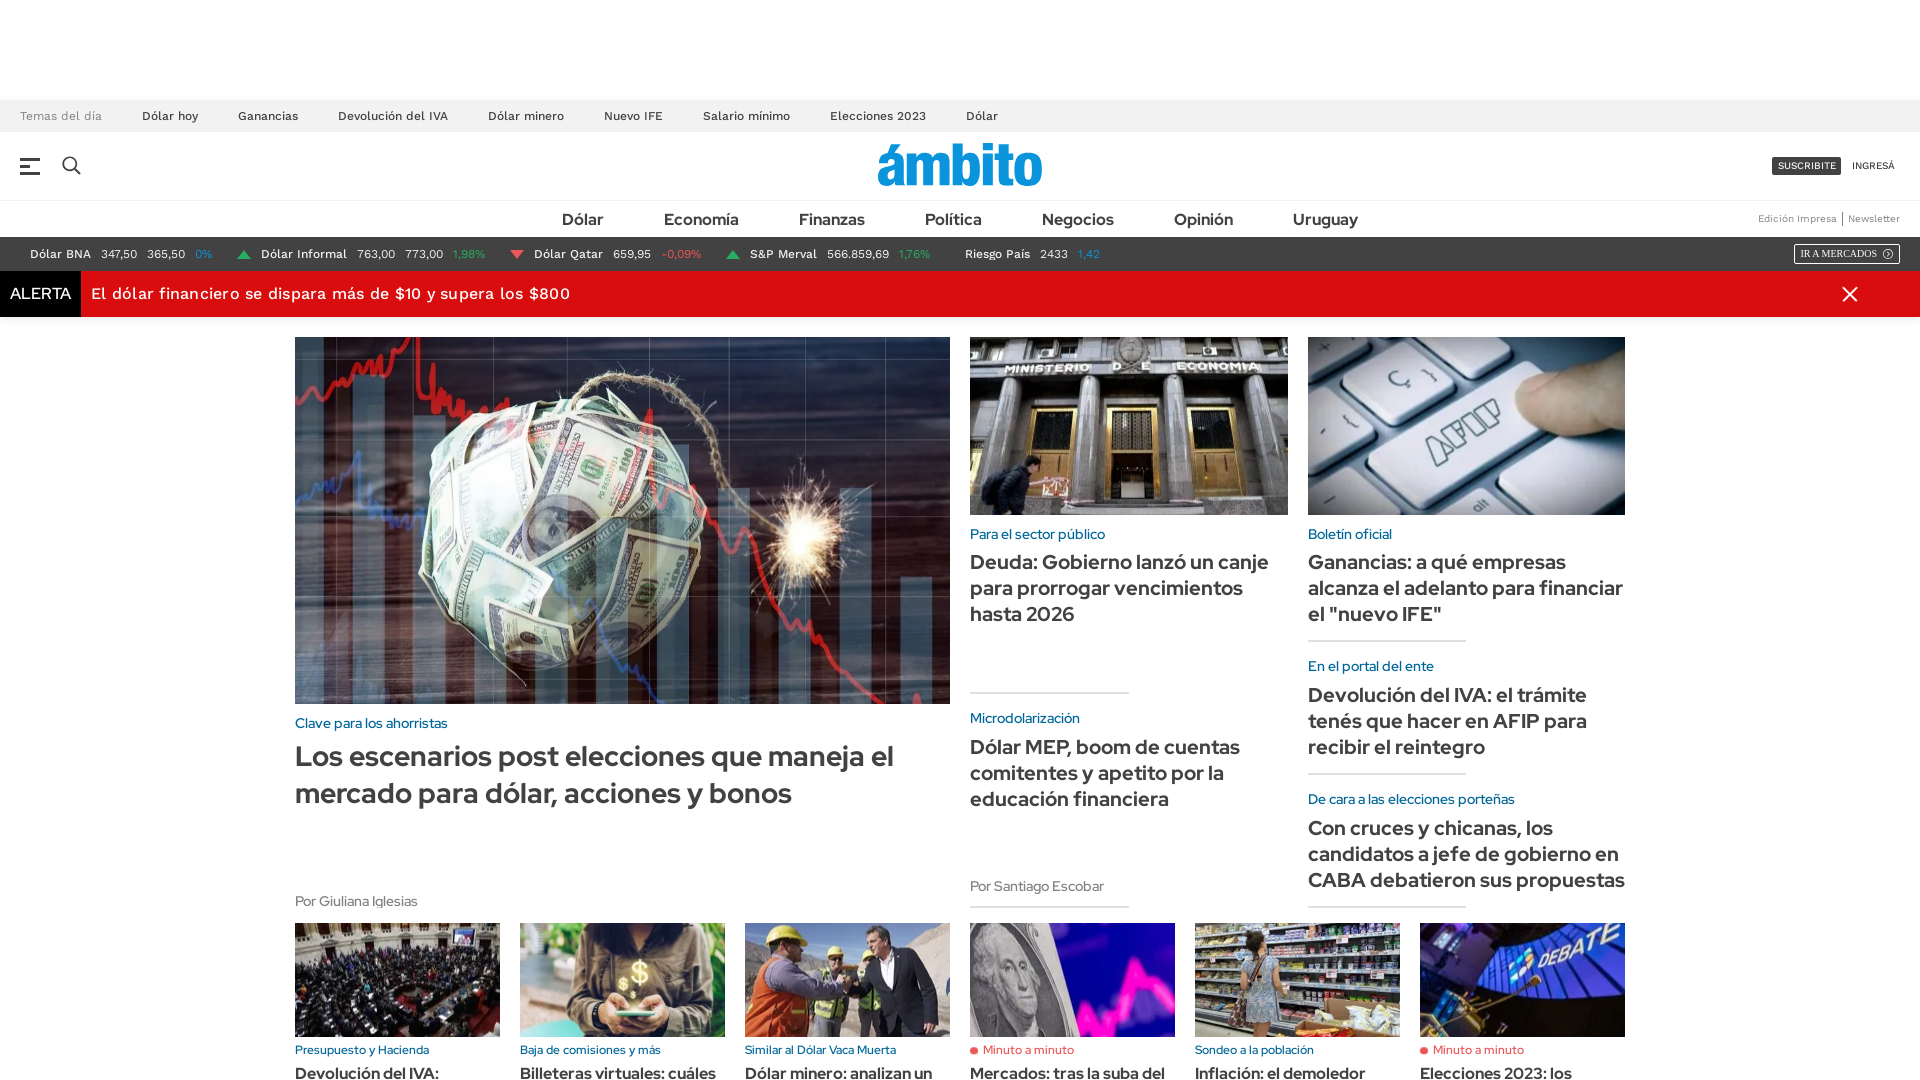 Temas del día
Dólar hoy
Ganancias
Devolución del IVA
Dólar minero
Nuevo IFE
Salario mínimo
Elecciones 2023
Dólar
ámbito
SUSCRIBITE
INGRESÁ
Dólar
Economía
Finanzas
Política
Negocios
Opinión
Uruguay
Edición Impresa
Newsletter
Dólar BNA 347,50 365,50 0%
Dólar Informal 763,00 773,00 1,98%
Dólar Qatar 659,95 -0,09%
S&P Merval 566.859,69 1,76%
Riesgo País 2433 1,42
IR A MERCADOS
ALERTA
El dólar financiero se dispara más de $10 y supera los $800
Clave para los ahorristas
Los escenarios post elecciones que maneja el
mercado para dólar, acciones y bonos
Por Giuliana Iglesias
MINISTERIO DE ECONOMIA
Para el sector público
Deuda: Gobierno lanzó un canje
para prorrogar vencimientos
hasta 2026
Microdolarización
Dólar MEP, boom de cuentas
comitentes y apetito por la
educación financiera
Por Santiago Escobar
Ç
AFIP
alt
Boletín oficial
Ganancias: a qué empresas
alcanza el adelanto para financiar
el "nuevo IFE"
En el portal del ente
Devolución del IVA: el trámite
tenés que hacer en AFIP para
recibir el reintegro
De cara a las elecciones porteñas
Con cruces y chicanas, los
candidatos a jefe de gobierno en
CABA debatieron sus propuestas
Presupuesto y Hacienda
Devolución del IVA:
Baja de comisiones y más
Billeteras virtuales: cuáles
Similar al Dólar Vaca Muerta
Dólar minero: analizan un
Minuto a minuto
Mercados: tras la suba del
Sondeo a la población
Inflación: el demoledor
DEBATE
Minuto a minuto
Elecciones 2023: los